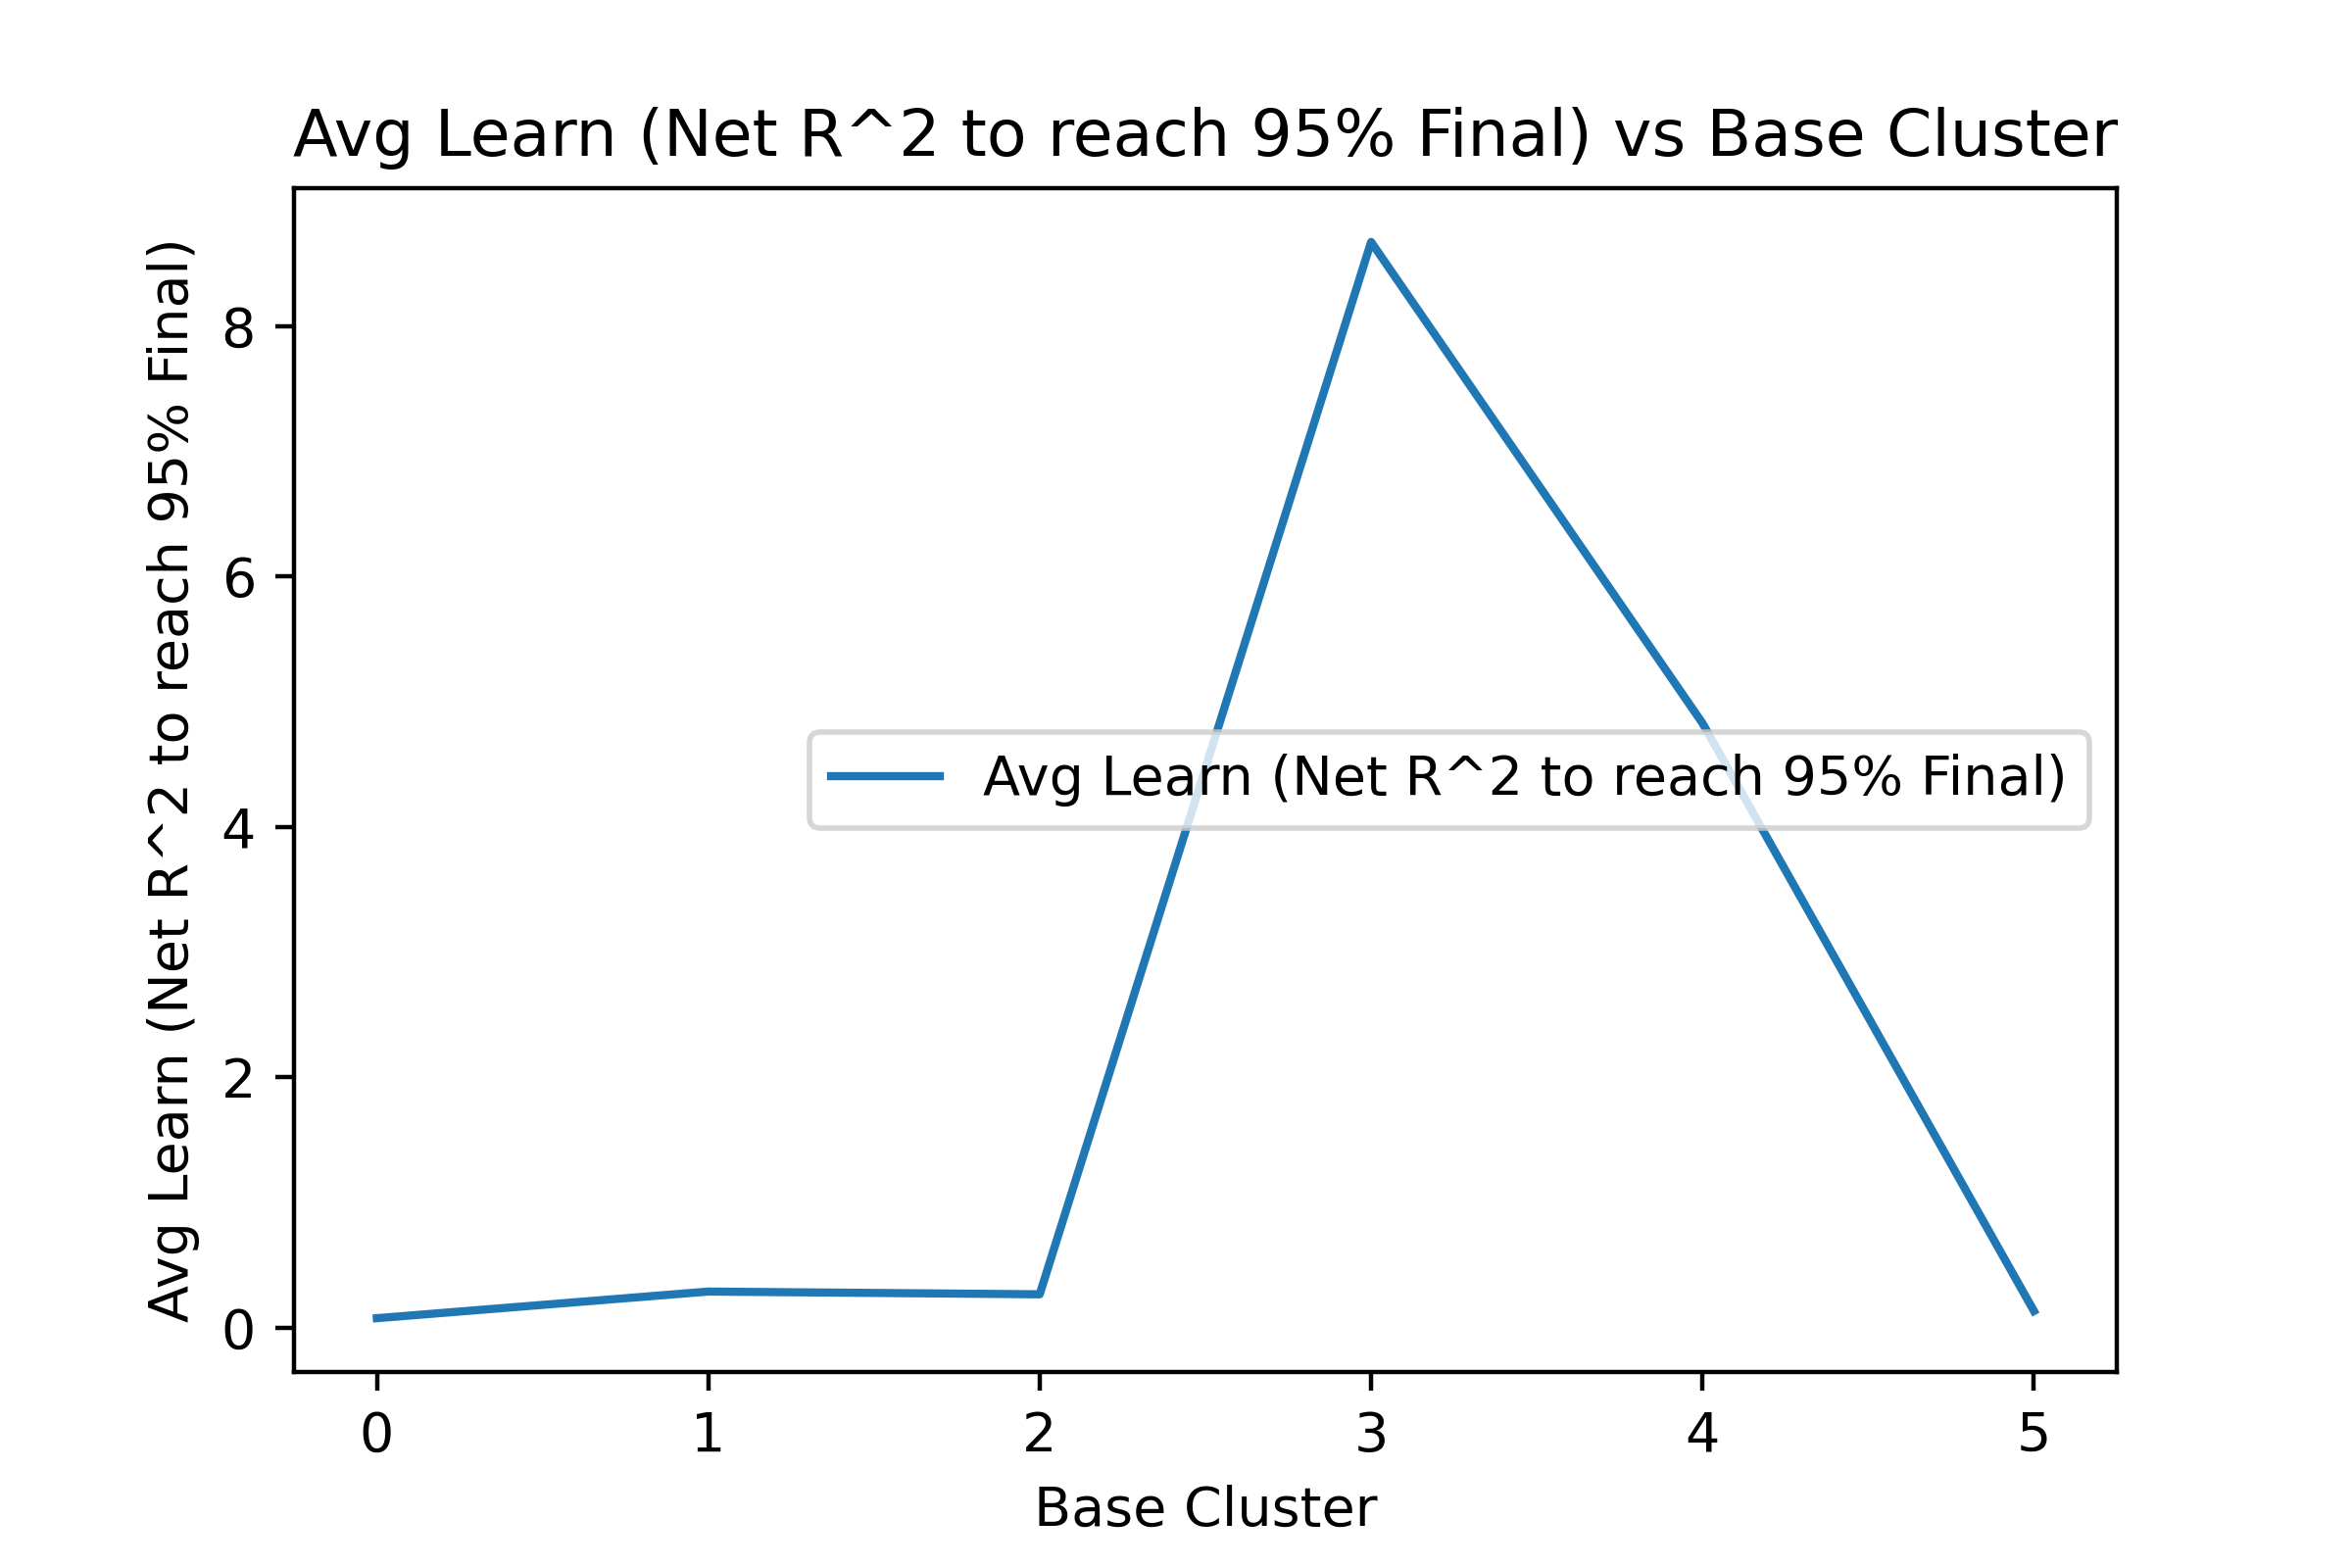 Avg Learn (Net R^2 to reach 95% Final) vs Base Cluster
Avg Learn (Net R^2 to reach 95% Final)
8
6
4
2
0
Avg Learn (Net R^2 to reach 95% Final)
0 1 2 3 4 5
Base Cluster